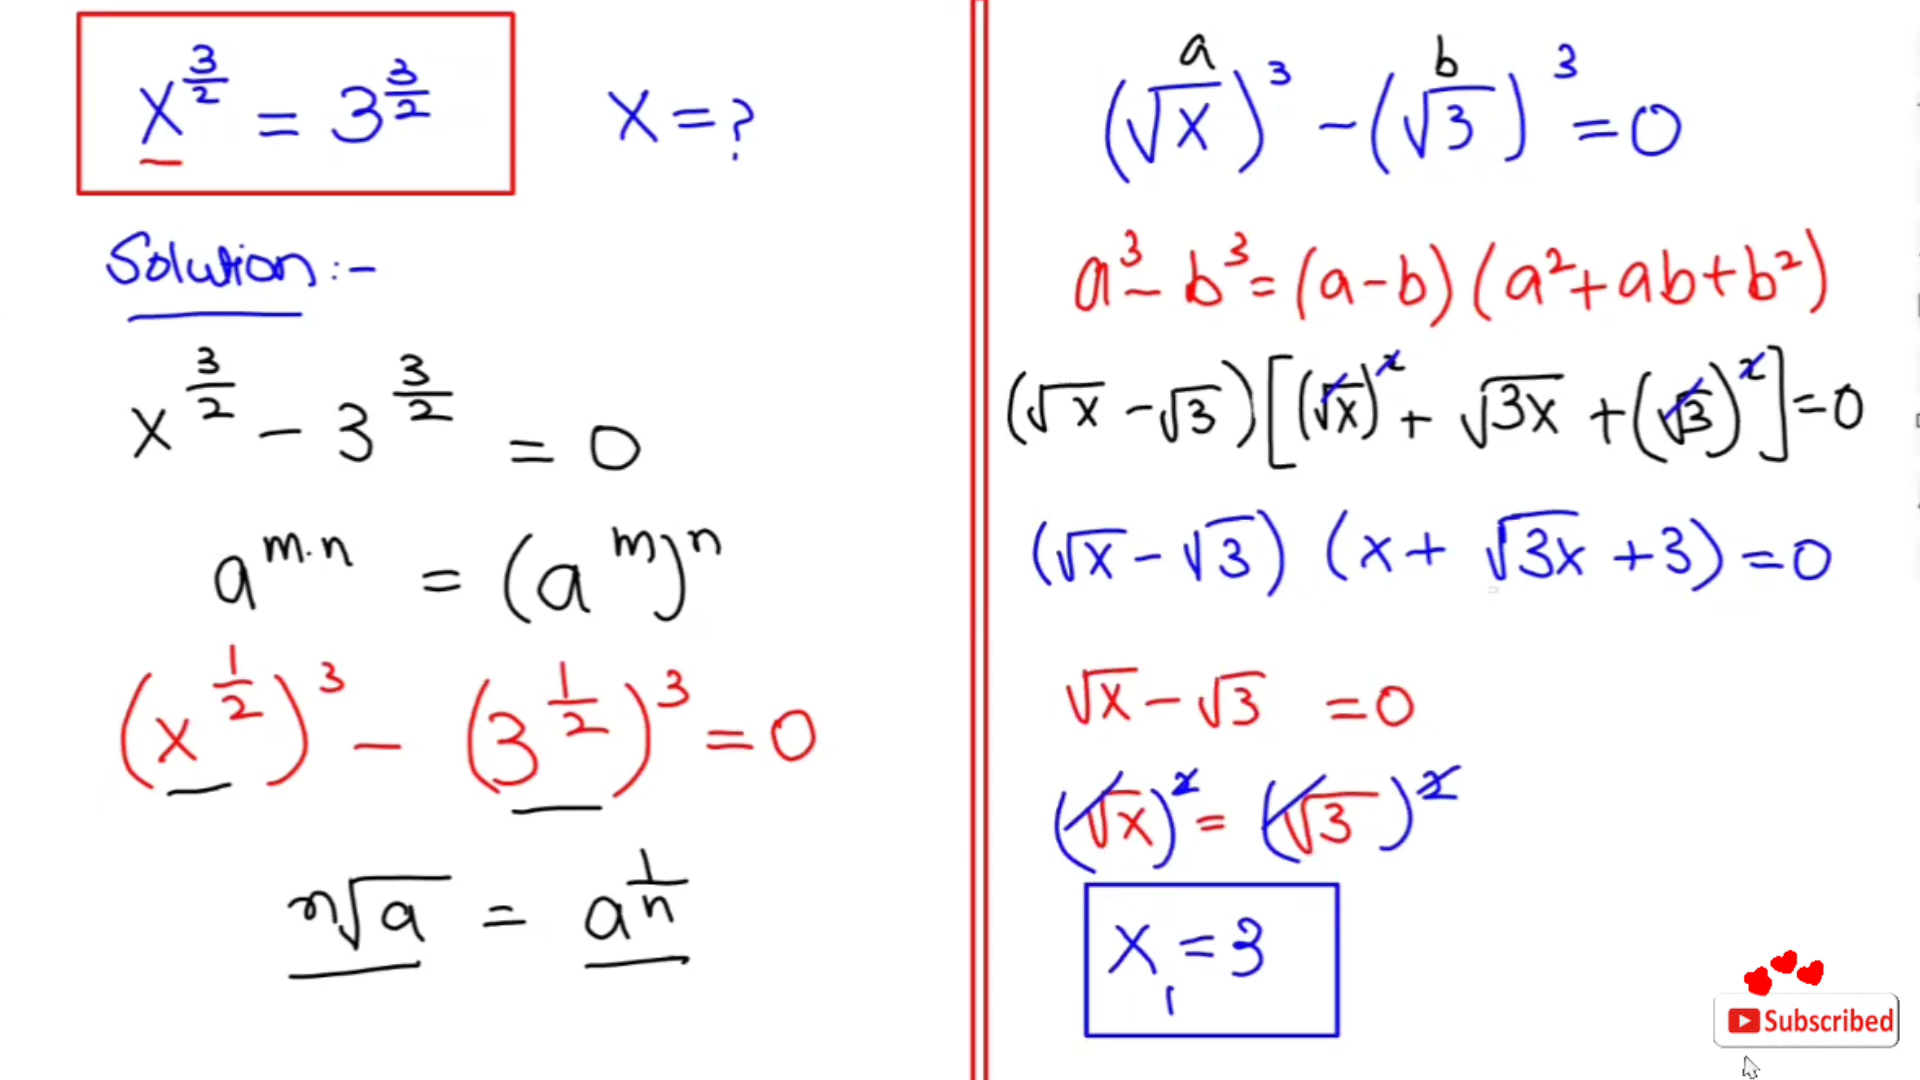 x^{3/2} = 3^{3/2}    x = ?
Solution:-
x^{3/2} - 3^{3/2} = 0
a^{m·n} = (a^m)^n
(x^{1/2})^3 - (3^{1/2})^3 = 0
ⁿ√a = a^{1/n}
a    b
(√x)^3 - (√3)^3 = 0
a^3 - b^3 = (a-b)(a^2+ab+b^2)
(√x - √3)[(√x)^2 + √3x + (√3)^2] = 0
(√x - √3)(x + √3x + 3) = 0
√x - √3 = 0
(√x)^2 = (√3)^2
x_1 = 3
Subscribed